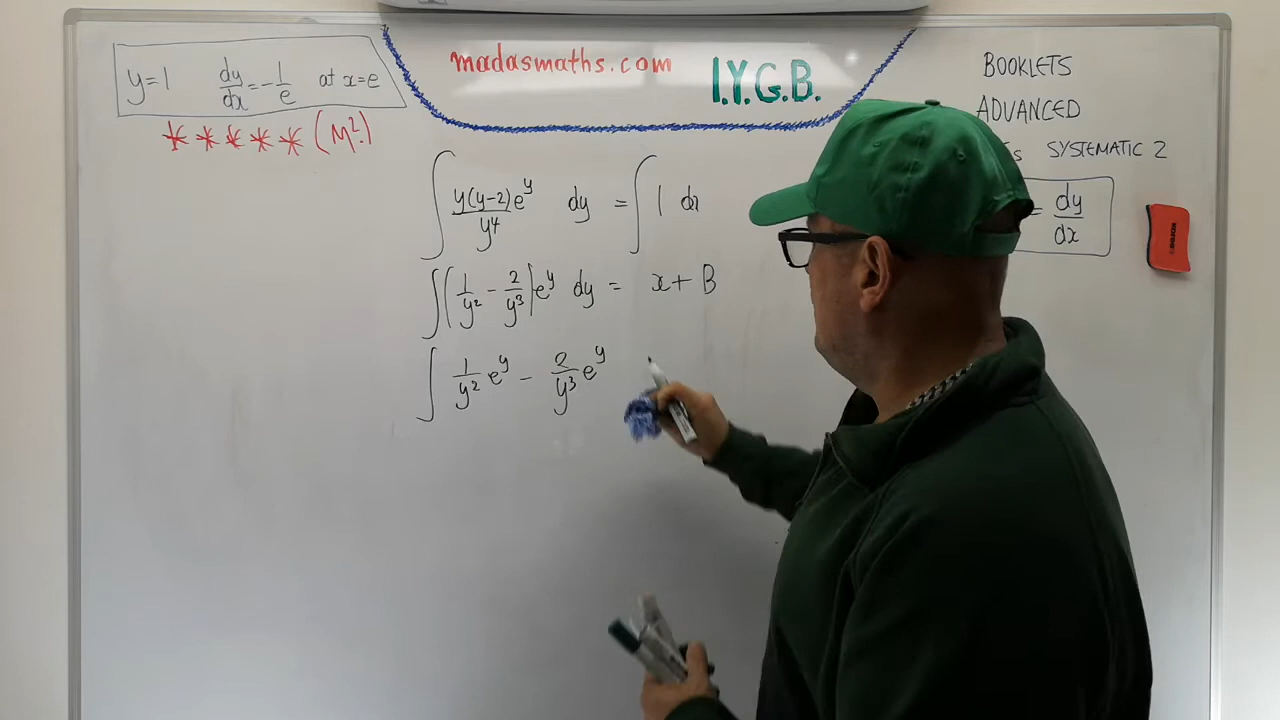 y=1 dy/dx = -1/e at x=e
***** (M².)
madasmaths.com
I.Y.G.B.
BOOKLETS
ADVANCED
SYSTEMATIC 2
= dy/dx
∫ y(y-2)e^y / y⁴ dy = ∫ 1 dx
∫ (1/y² - 2/y³) e^y dy = x + B
∫ 1/y² e^y - 2/y³ e^y